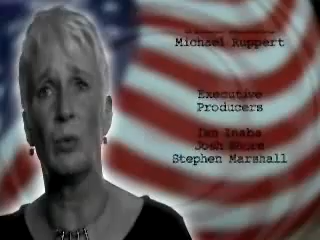 Michael Ruppert
Executive
Producers
Ian Inaba
Josh Shore
Stephen Marshall